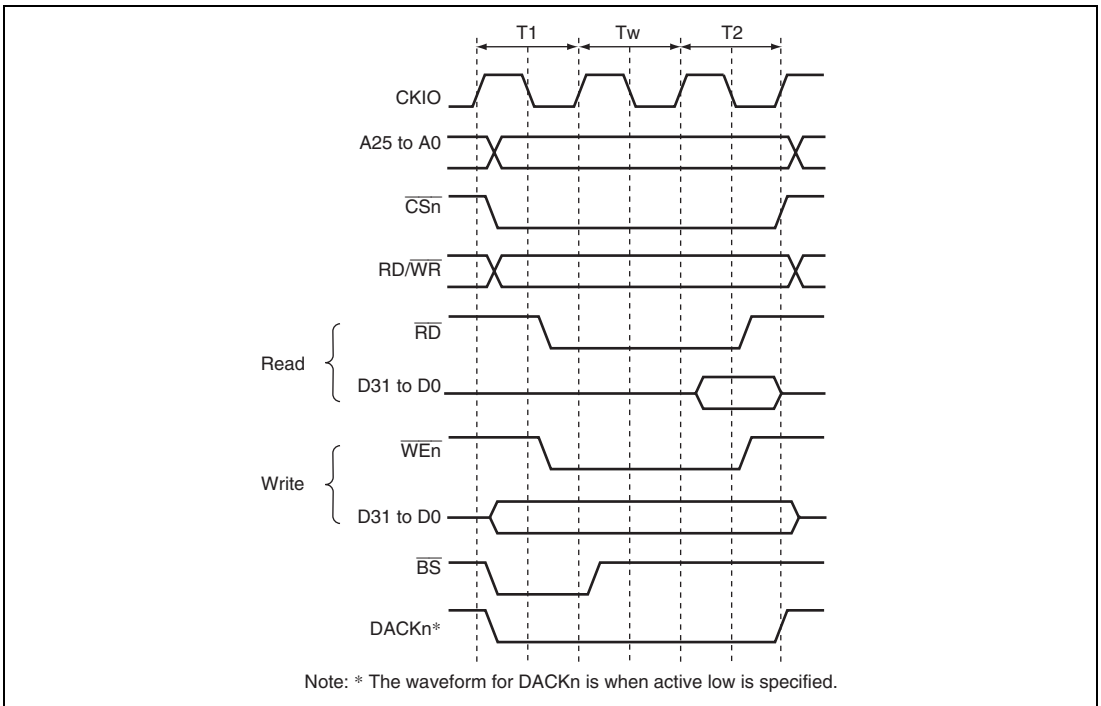 T1 Tw T2
CKIO
A25 to A0
CSn
RD/WR
RD
Read
D31 to D0
WEn
Write
D31 to D0
BS
DACKn*
Note: * The waveform for DACKn is when active low is specified.